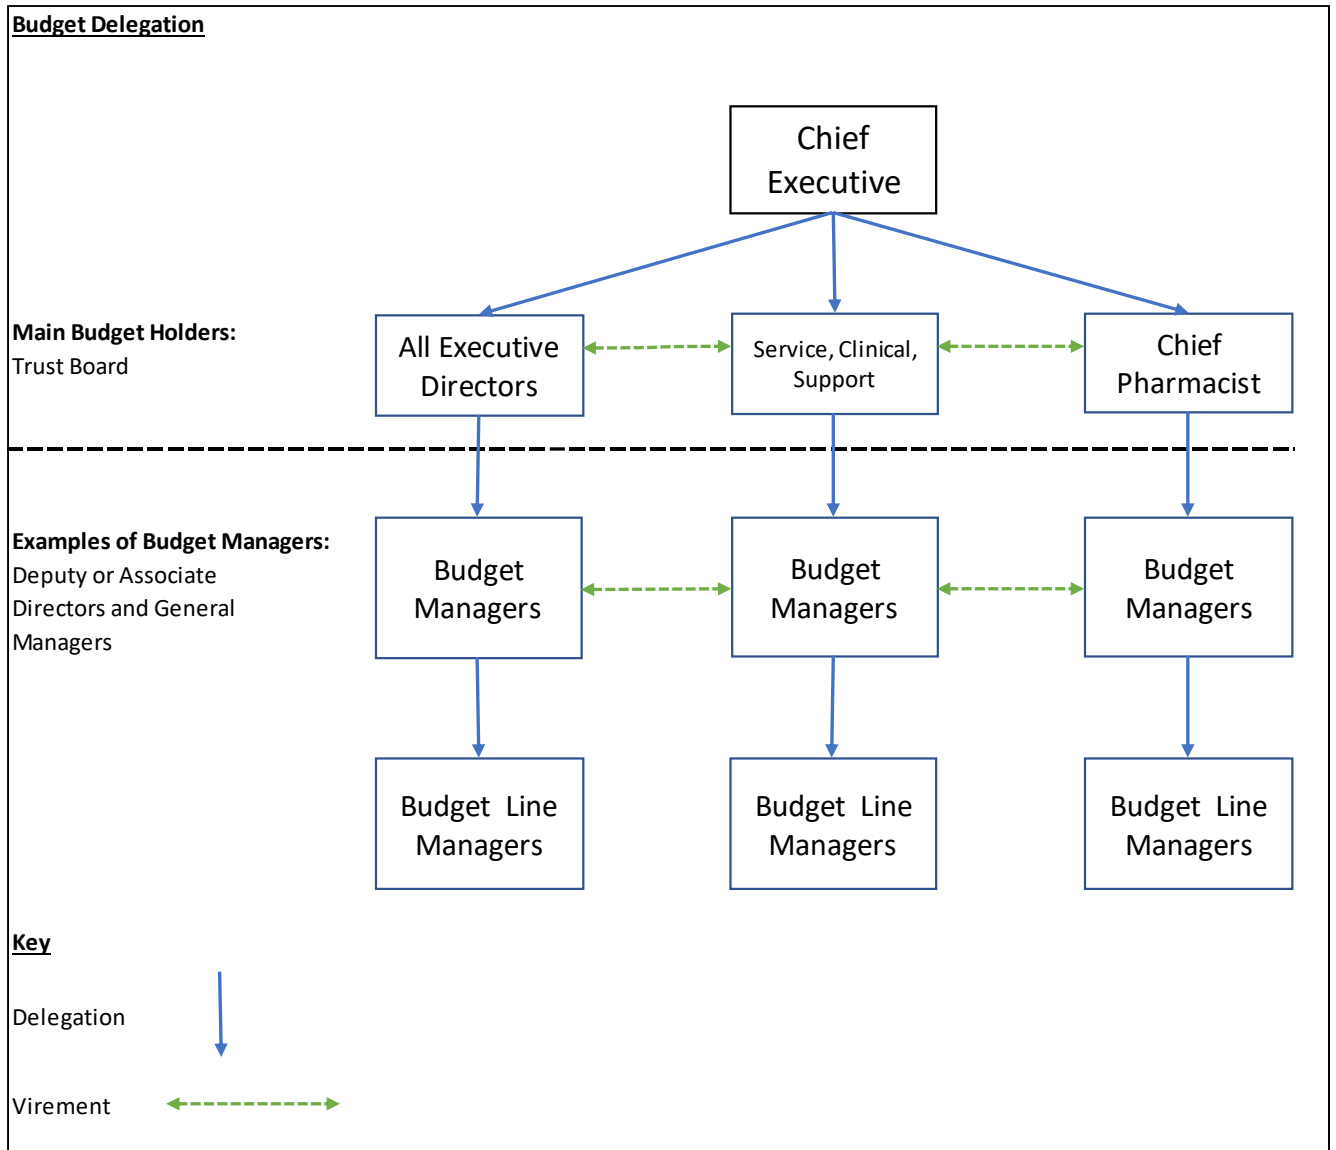 Budget Delegation
Chief
Executive
Main Budget Holders:
Trust Board
All Executive
Directors
Service, Clinical,
Support
Chief
Pharmacist
Examples of Budget Managers:
Deputy or Associate
Directors and General
Managers
Budget
Managers
Budget
Managers
Budget
Managers
Budget Line
Managers
Budget Line
Managers
Budget Line
Managers
Key
Delegation
Virement